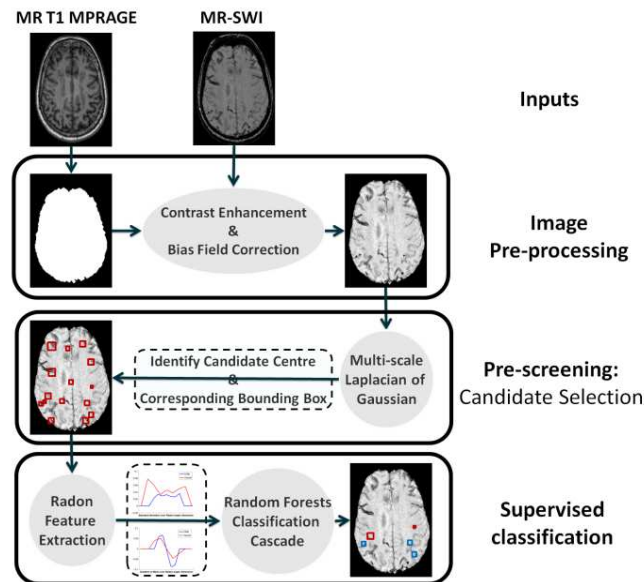 MR T1 MPRAGE
MR-SWI
Inputs
Contrast Enhancement
&
Bias Field Correction
Image
Pre-processing
Identify Candidate Centre
&
Corresponding Bounding Box
Multi-scale
Laplacian of
Gaussian
Pre-screening:
Candidate Selection
Radon
Feature
Extraction
Random Forests
Classification
Cascade
Supervised
classification